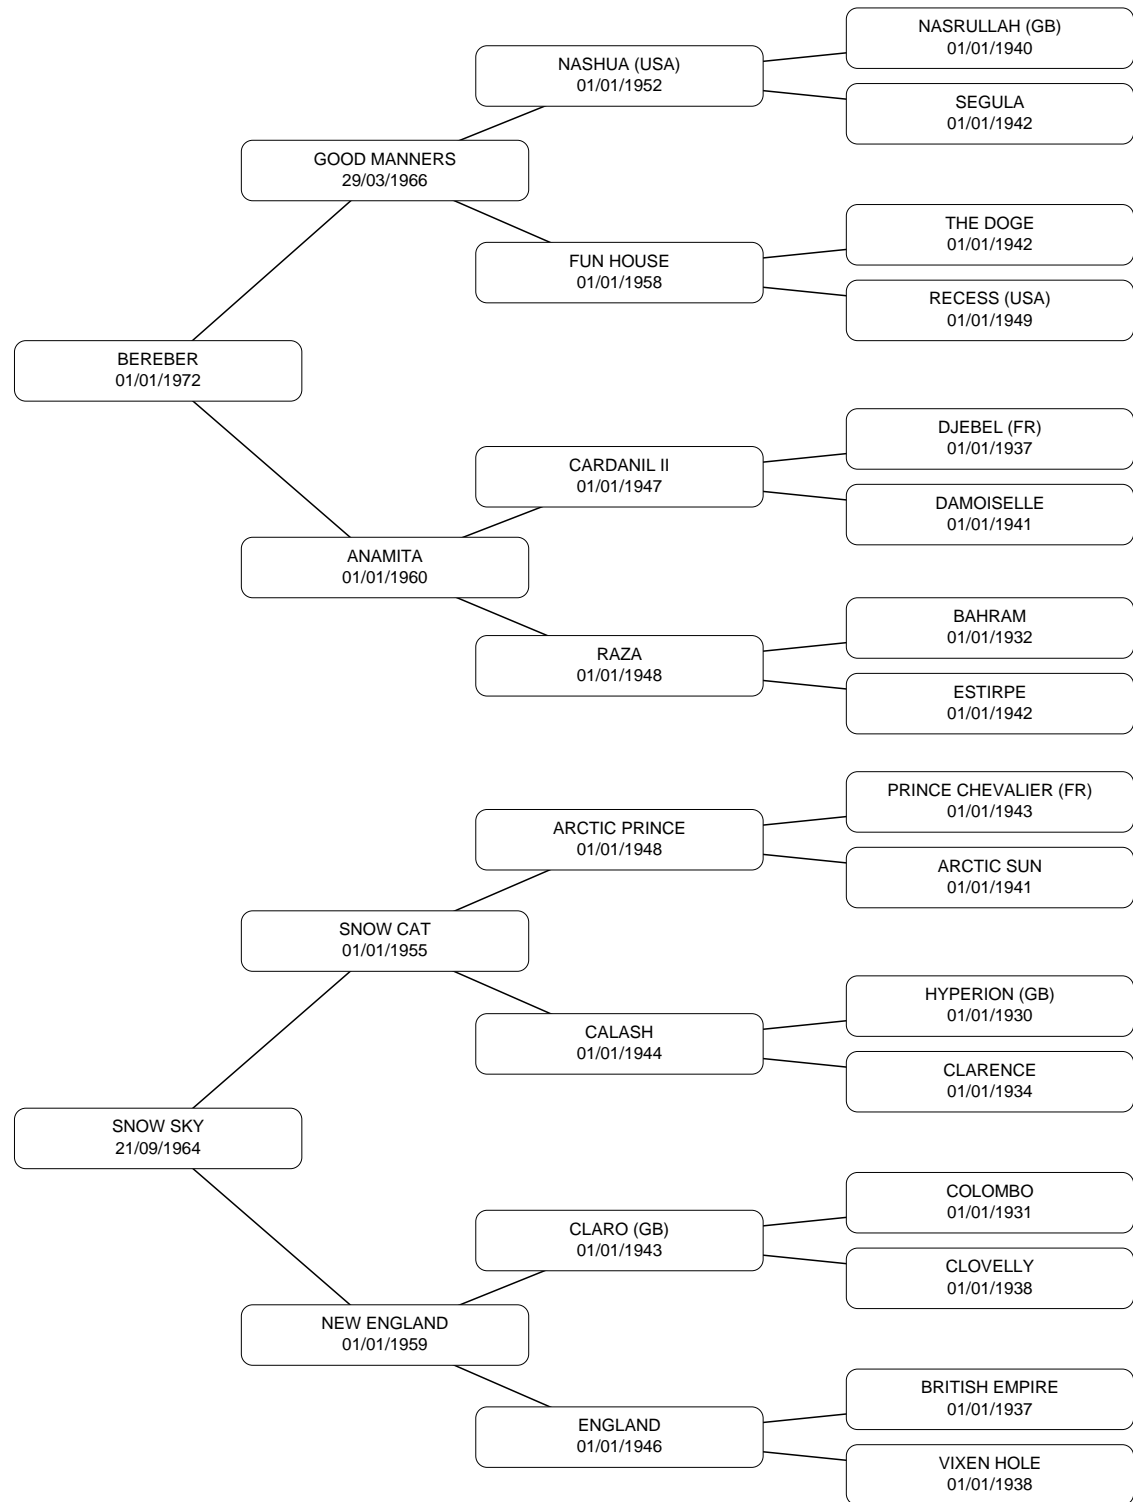 NASRULLAH (GB)
01/01/1940
NASHUA (USA)
01/01/1952
SEGULA
01/01/1942
GOOD MANNERS
29/03/1966
THE DOGE
01/01/1942
FUN HOUSE
01/01/1958
RECESS (USA)
01/01/1949
BEREBER
01/01/1972
DJEBEL (FR)
01/01/1937
CARDANIL II
01/01/1947
DAMOISELLE
01/01/1941
ANAMITA
01/01/1960
BAHRAM
01/01/1932
RAZA
01/01/1948
ESTIRPE
01/01/1942
PRINCE CHEVALIER (FR)
01/01/1943
ARCTIC PRINCE
01/01/1948
ARCTIC SUN
01/01/1941
SNOW CAT
01/01/1955
HYPERION (GB)
01/01/1930
CALASH
01/01/1944
CLARENCE
01/01/1934
SNOW SKY
21/09/1964
COLOMBO
01/01/1931
CLARO (GB)
01/01/1943
CLOVELLY
01/01/1938
NEW ENGLAND
01/01/1959
BRITISH EMPIRE
01/01/1937
ENGLAND
01/01/1946
VIXEN HOLE
01/01/1938